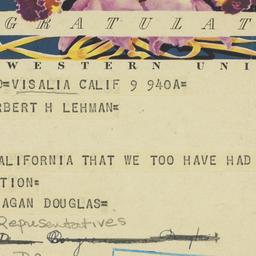 GRATULAT
WESTERN UNI
O=VISALIA CALIF 9 940A=
RBERT H LEHMAN=
ALIFORNIA THAT WE TOO HAVE HAD
TION=
AGAN DOUGLAS=
Representatives